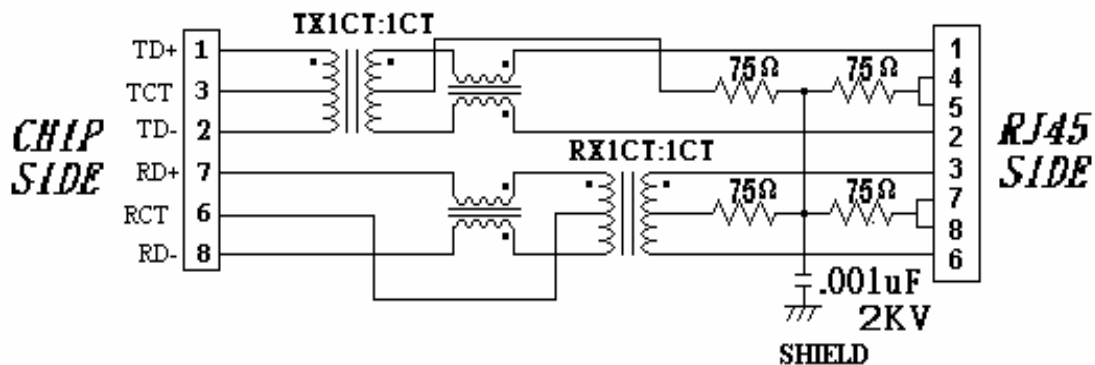 TX1CT:1CT
CHIP
SIDE
TD+ 1
TCT 3
TD- 2
RD+ 7
RCT 6
RD- 8
RX1CT:1CT
75Ω 75Ω
75Ω 75Ω
1
4
5
2
3
7
8
6
RJ45
SIDE
.001uF
2KV
SHIELD